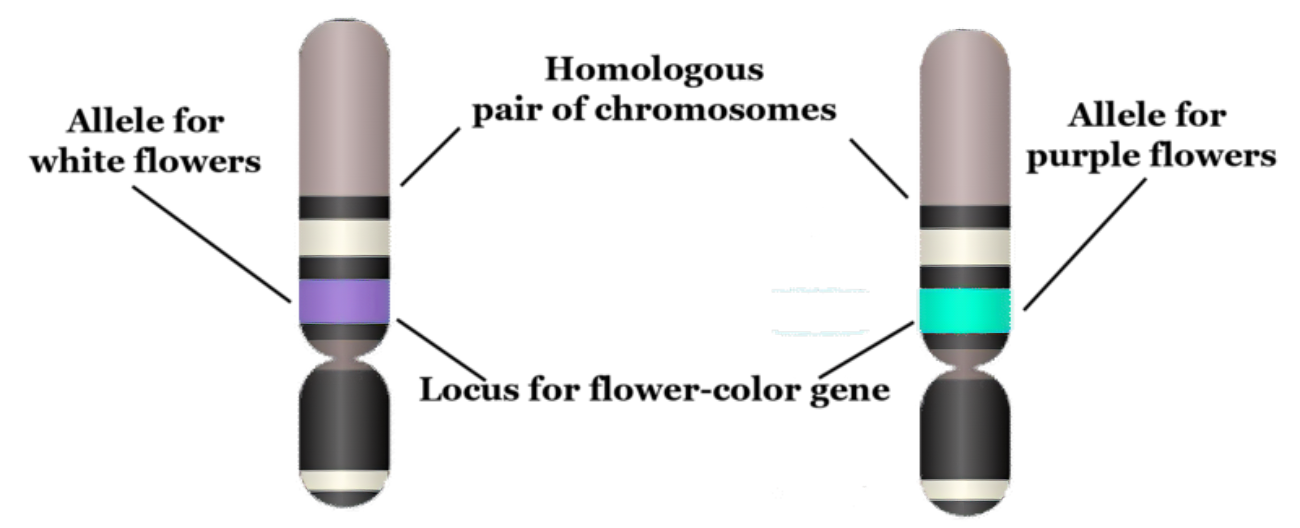 Homologous
pair of chromosomes
Allele for
white flowers
Allele for
purple flowers
Locus for flower-color gene